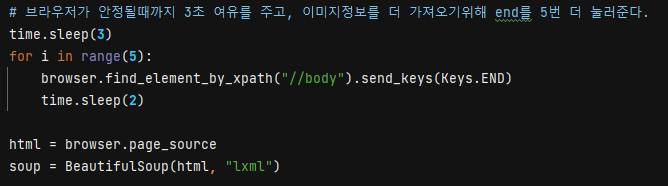 # 브라우저가 안정될때까지 3초 여유를 주고, 이미지정보를 더 가져오기위해 end를 5번 더 눌러준다.
time.sleep(3)
for i in range(5):
    browser.find_element_by_xpath("//body").send_keys(Keys.END)
    time.sleep(2)

html = browser.page_source
soup = BeautifulSoup(html, "lxml")